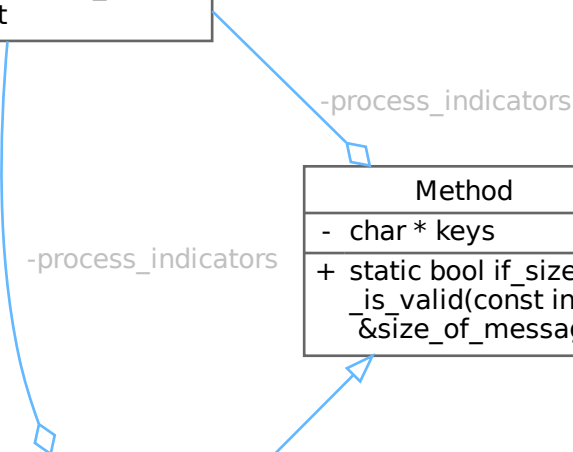 t
-process_indicators
Method
- char * keys
-process_indicators
+ static bool if_size
_is_valid(const in
&size_of_messag